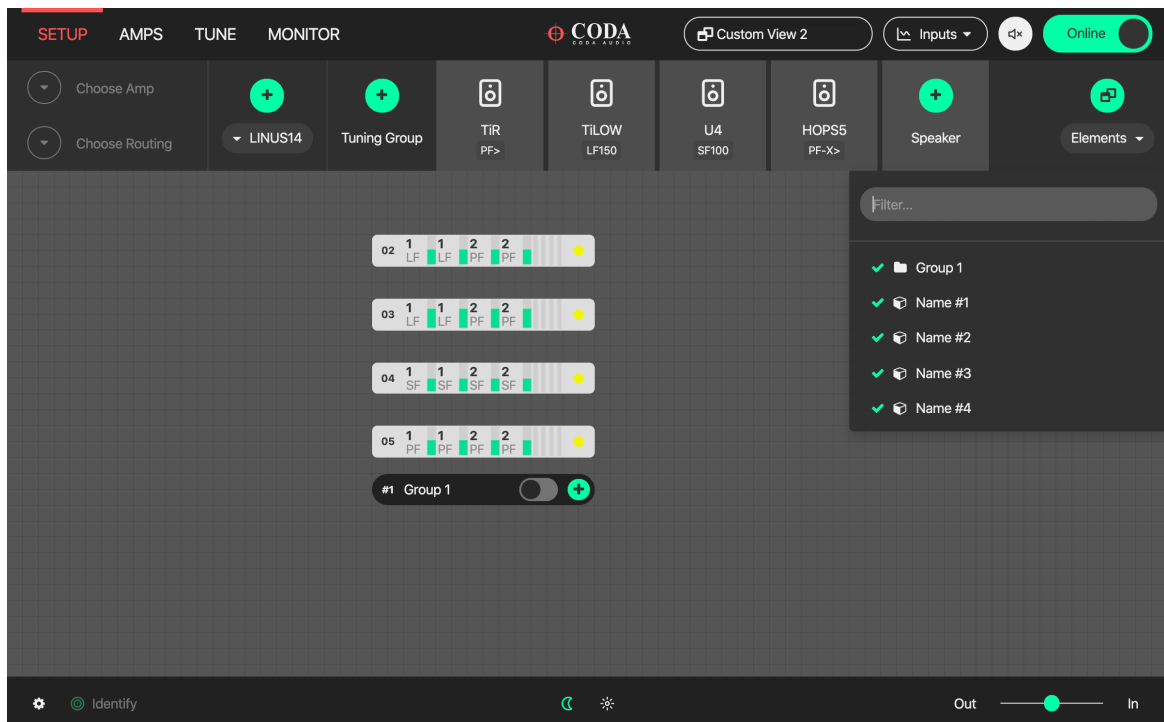 SETUP AMPS TUNE MONITOR CODA Custom View 2 Inputs Online
CODA AUDIO
Choose Amp
Choose Routing
LINUS14
Tuning Group
TiR
PF>
TiLOW
LF150
U4
SF100
HOPS5
PF-X>
Speaker
Elements
Filter...
Group 1
Name #1
Name #2
Name #3
Name #4
02 1 1 2 2
LF LF PF PF
03 1 1 2 2
LF LF PF PF
04 1 1 2 2
SF SF SF SF
05 1 1 2 2
PF PF PF PF
#1 Group 1
Identify
Out In